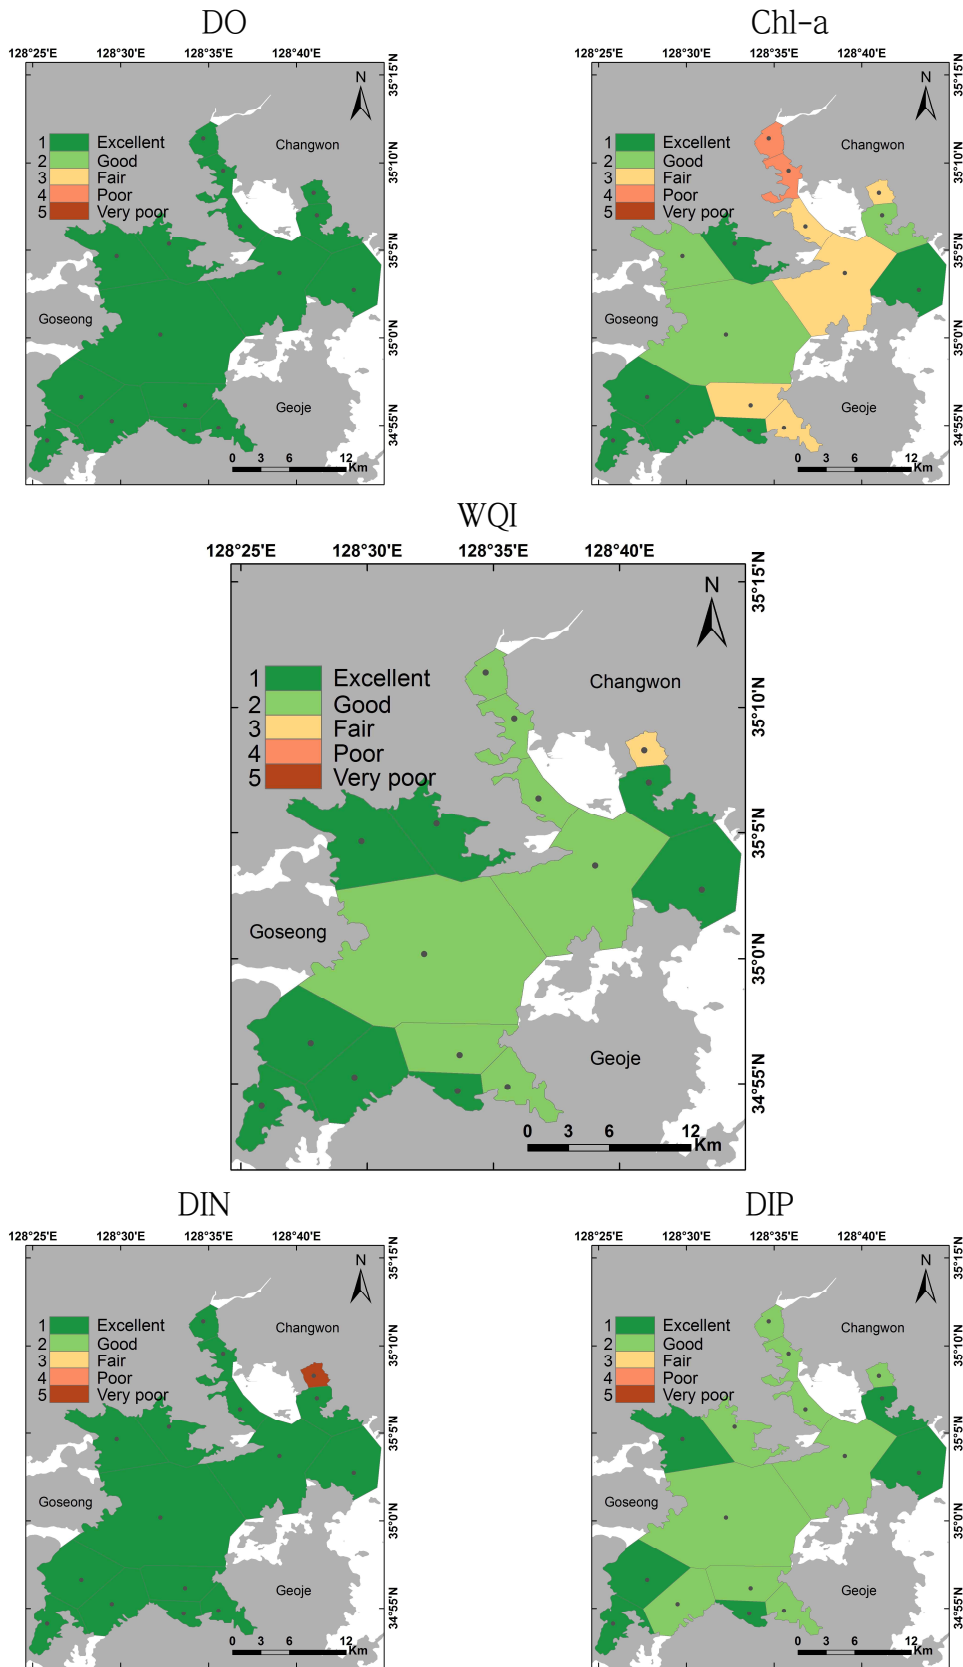 DO
128°25'E 128°30'E 128°35'E 128°40'E
35°15'N
N
Changwon
1 Excellent
2 Good
3 Fair
4 Poor
5 Very poor
35°10'N
35°5'N
Goseong
35°0'N
Geoje
34°55'N
0 3 6 12
Km
Chl-a
128°25'E 128°30'E 128°35'E 128°40'E
35°15'N
N
Changwon
1 Excellent
2 Good
3 Fair
4 Poor
5 Very poor
35°10'N
35°5'N
Goseong
35°0'N
Geoje
34°55'N
0 3 6 12
Km
WQI
128°25'E 128°30'E 128°35'E 128°40'E
35°15'N
N
Changwon
1 Excellent
2 Good
3 Fair
4 Poor
5 Very poor
35°10'N
35°5'N
Goseong
35°0'N
Geoje
34°55'N
0 3 6 12
Km
DIN
128°25'E 128°30'E 128°35'E 128°40'E
35°15'N
N
Changwon
1 Excellent
2 Good
3 Fair
4 Poor
5 Very poor
35°10'N
35°5'N
Goseong
35°0'N
Geoje
34°55'N
0 3 6 12
Km
DIP
128°25'E 128°30'E 128°35'E 128°40'E
35°15'N
N
Changwon
1 Excellent
2 Good
3 Fair
4 Poor
5 Very poor
35°10'N
35°5'N
Goseong
35°0'N
Geoje
34°55'N
0 3 6 12
Km